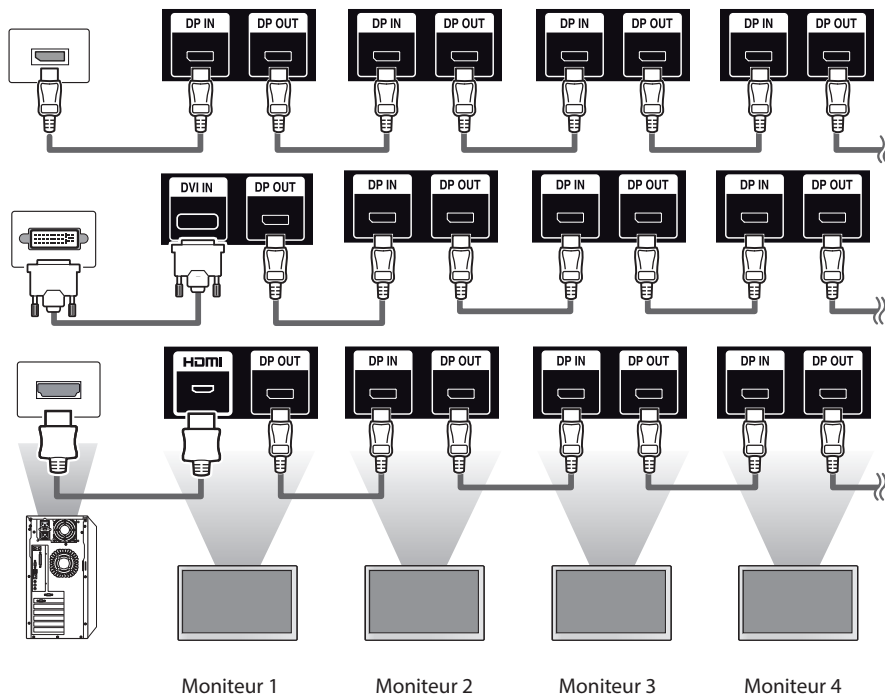 DP IN DP OUT DP IN DP OUT DP IN DP OUT DP IN DP OUT
DVI IN DP OUT DP IN DP OUT DP IN DP OUT DP IN DP OUT
HDMI DP OUT DP IN DP OUT DP IN DP OUT DP IN DP OUT
Moniteur 1 Moniteur 2 Moniteur 3 Moniteur 4